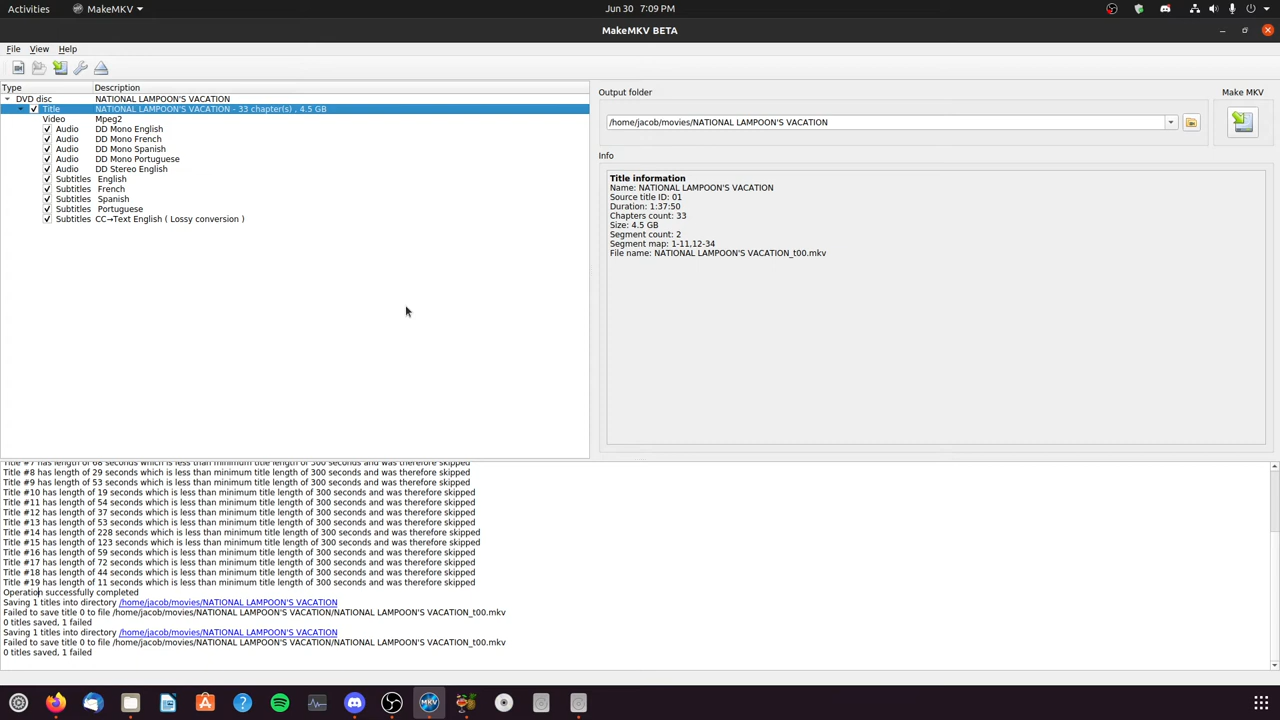 Activities
MakeMKV
Jun 30 7:09 PM
MakeMKV BETA
File View Help
Type Description
DVD disc NATIONAL LAMPOON'S VACATION
Title NATIONAL LAMPOON'S VACATION - 33 chapter(s) , 4.5 GB
Video Mpeg2
Audio DD Mono English
Audio DD Mono French
Audio DD Mono Spanish
Audio DD Mono Portuguese
Audio DD Stereo English
Subtitles English
Subtitles French
Subtitles Spanish
Subtitles Portuguese
Subtitles CC→Text English ( Lossy conversion )
Output folder
Make MKV
/home/jacob/movies/NATIONAL LAMPOON'S VACATION
Info
Title information
Name: NATIONAL LAMPOON'S VACATION
Source title ID: 01
Duration: 1:37:50
Chapters count: 33
Size: 4.5 GB
Segment count: 2
Segment map: 1-11,12-34
File name: NATIONAL LAMPOON'S VACATION_t00.mkv
Title #7 has length of 68 seconds which is less than minimum title length of 300 seconds and was therefore skipped
Title #8 has length of 29 seconds which is less than minimum title length of 300 seconds and was therefore skipped
Title #9 has length of 53 seconds which is less than minimum title length of 300 seconds and was therefore skipped
Title #10 has length of 19 seconds which is less than minimum title length of 300 seconds and was therefore skipped
Title #11 has length of 54 seconds which is less than minimum title length of 300 seconds and was therefore skipped
Title #12 has length of 37 seconds which is less than minimum title length of 300 seconds and was therefore skipped
Title #13 has length of 53 seconds which is less than minimum title length of 300 seconds and was therefore skipped
Title #14 has length of 228 seconds which is less than minimum title length of 300 seconds and was therefore skipped
Title #15 has length of 123 seconds which is less than minimum title length of 300 seconds and was therefore skipped
Title #16 has length of 59 seconds which is less than minimum title length of 300 seconds and was therefore skipped
Title #17 has length of 72 seconds which is less than minimum title length of 300 seconds and was therefore skipped
Title #18 has length of 44 seconds which is less than minimum title length of 300 seconds and was therefore skipped
Title #19 has length of 11 seconds which is less than minimum title length of 300 seconds and was therefore skipped
Operation successfully completed
Saving 1 titles into directory /home/jacob/movies/NATIONAL LAMPOON'S VACATION
Failed to save title 0 to file /home/jacob/movies/NATIONAL LAMPOON'S VACATION/NATIONAL LAMPOON'S VACATION_t00.mkv
0 titles saved, 1 failed
Saving 1 titles into directory /home/jacob/movies/NATIONAL LAMPOON'S VACATION
Failed to save title 0 to file /home/jacob/movies/NATIONAL LAMPOON'S VACATION/NATIONAL LAMPOON'S VACATION_t00.mkv
0 titles saved, 1 failed
MKV